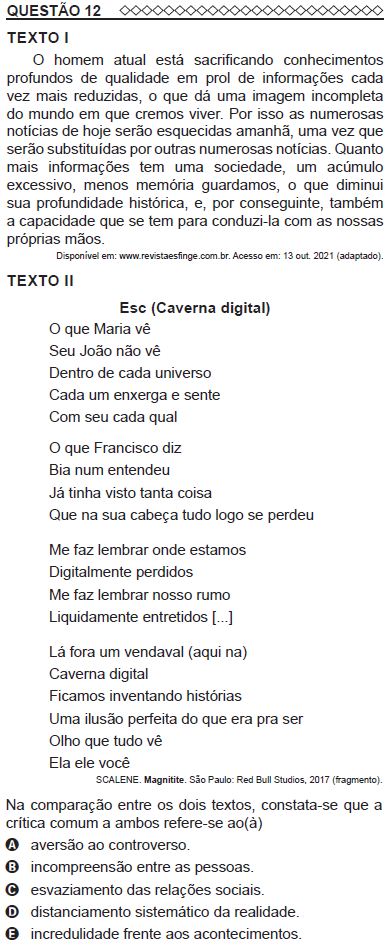 QUESTÃO 12
TEXTO I
O homem atual está sacrificando conhecimentos
profundos de qualidade em prol de informações cada
vez mais reduzidas, o que dá uma imagem incompleta
do mundo em que cremos viver. Por isso as numerosas
notícias de hoje serão esquecidas amanhã, uma vez que
serão substituídas por outras numerosas notícias. Quanto
mais informações tem uma sociedade, um acúmulo
excessivo, menos memória guardamos, o que diminui
sua profundidade histórica, e, por conseguinte, também
a capacidade que se tem para conduzi-la com as nossas
próprias mãos.
Disponível em: www.revistaesfinge.com.br. Acesso em: 13 out. 2021 (adaptado).
TEXTO II
Esc (Caverna digital)
O que Maria vê
Seu João não vê
Dentro de cada universo
Cada um enxerga e sente
Com seu cada qual
O que Francisco diz
Bia num entendeu
Já tinha visto tanta coisa
Que na sua cabeça tudo logo se perdeu
Me faz lembrar onde estamos
Digitalmente perdidos
Me faz lembrar nosso rumo
Liquidamente entretidos [...]
Lá fora um vendaval (aqui na)
Caverna digital
Ficamos inventando histórias
Uma ilusão perfeita do que era pra ser
Olho que tudo vê
Ela ele você
SCALENE. Magnitite. São Paulo: Red Bull Studios, 2017 (fragmento).
Na comparação entre os dois textos, constata-se que a
crítica comum a ambos refere-se ao(à)
A aversão ao controverso.
B incompreensão entre as pessoas.
C esvaziamento das relações sociais.
D distanciamento sistemático da realidade.
E incredulidade frente aos acontecimentos.